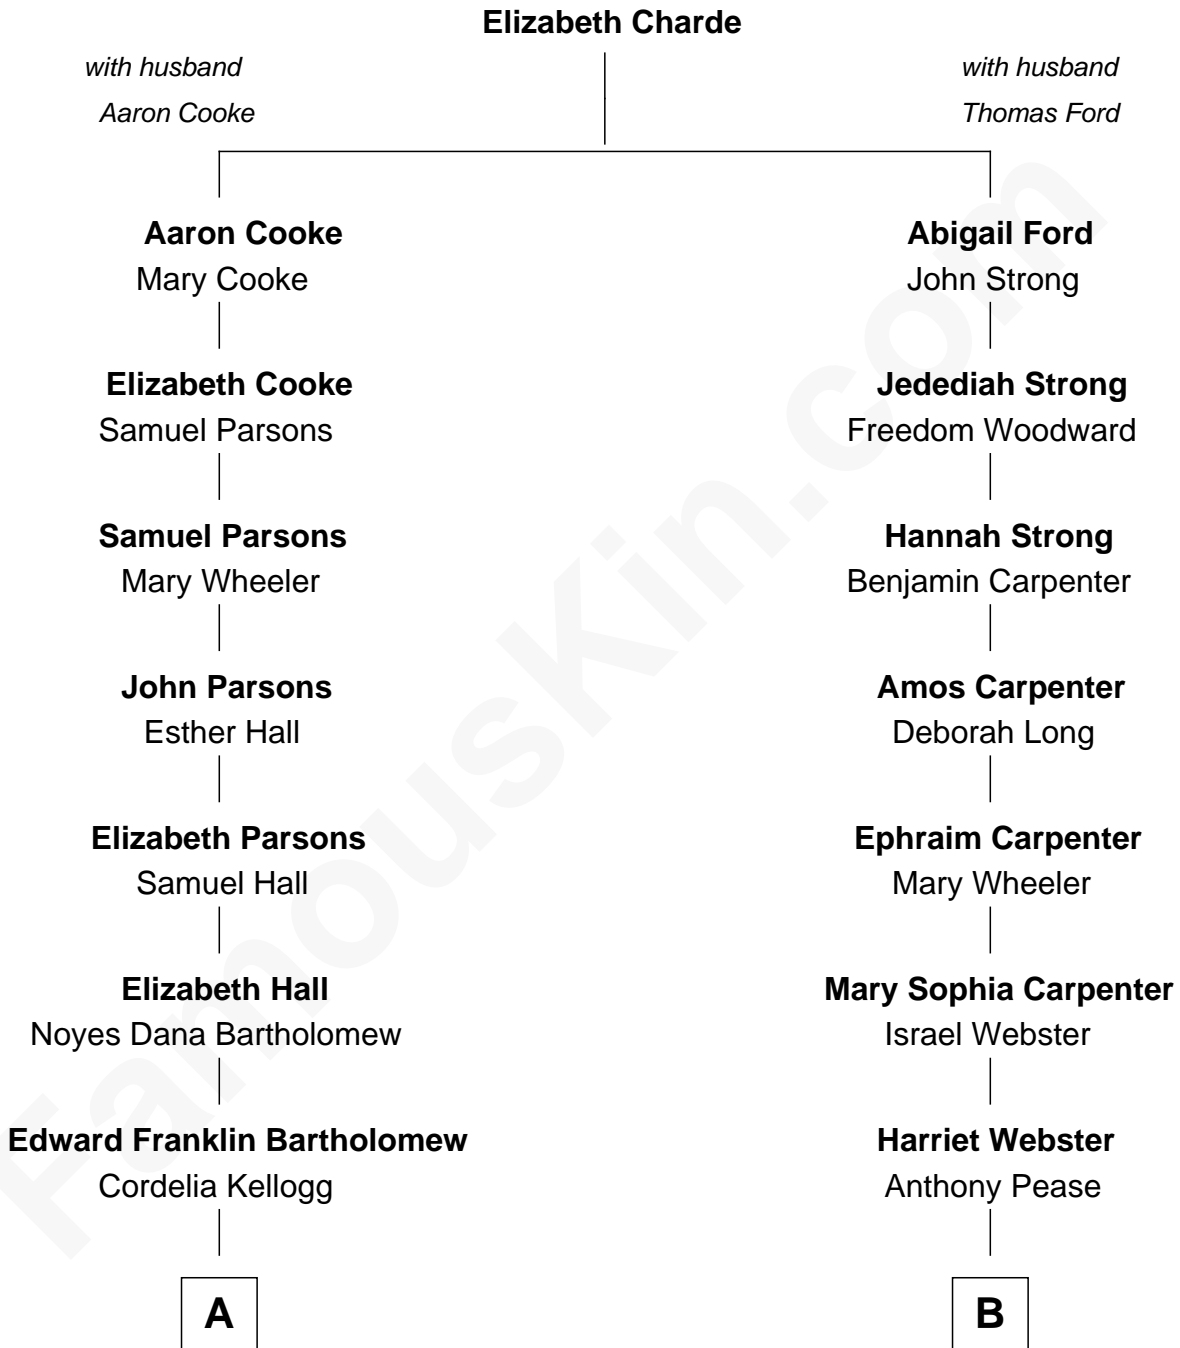 Elizabeth Charde
with husband
Aaron Cooke
with husband
Thomas Ford
Aaron Cooke
Mary Cooke
Abigail Ford
John Strong
Elizabeth Cooke
Samuel Parsons
Jedediah Strong
Freedom Woodward
Samuel Parsons
Mary Wheeler
Hannah Strong
Benjamin Carpenter
John Parsons
Esther Hall
Amos Carpenter
Deborah Long
Elizabeth Parsons
Samuel Hall
Ephraim Carpenter
Mary Wheeler
Elizabeth Hall
Noyes Dana Bartholomew
Mary Sophia Carpenter
Israel Webster
Edward Franklin Bartholomew
Cordelia Kellogg
Harriet Webster
Anthony Pease
A
B
FamousKin.com